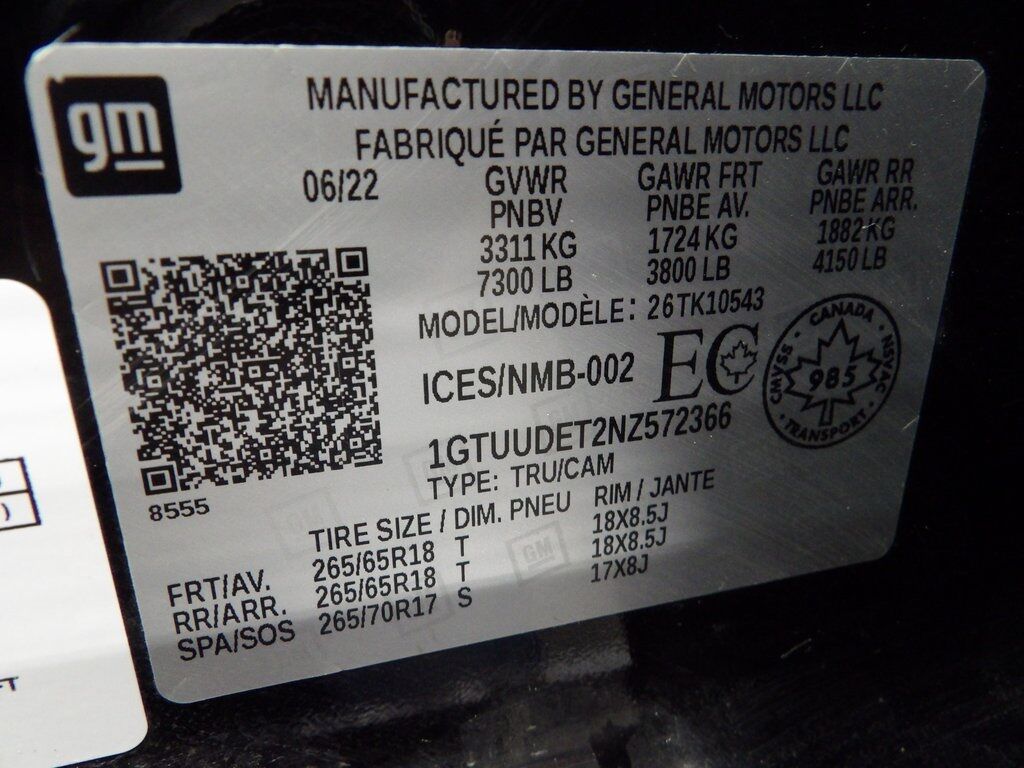 gm
MANUFACTURED BY GENERAL MOTORS LLC
FABRIQUÉ PAR GENERAL MOTORS LLC
06/22 GVWR GAWR FRT GAWR RR
PNBV PNBE AV. PNBE ARR.
3311 KG 1724 KG 1882 KG
7300 LB 3800 LB 4150 LB
MODEL/MODÈLE: 26TK10543
ICES/NMB-002 EC
CANADA
CMVSS NSVAC
985
TRANSPORT
1GTUUDET2NZ572366
TYPE: TRU/CAM
8555
TIRE SIZE / DIM. PNEU RIM / JANTE
FRT/AV. 265/65R18 T 18X8.5J
RR/ARR. 265/65R18 T 18X8.5J
SPA/SOS 265/70R17 S 17X8J
GM